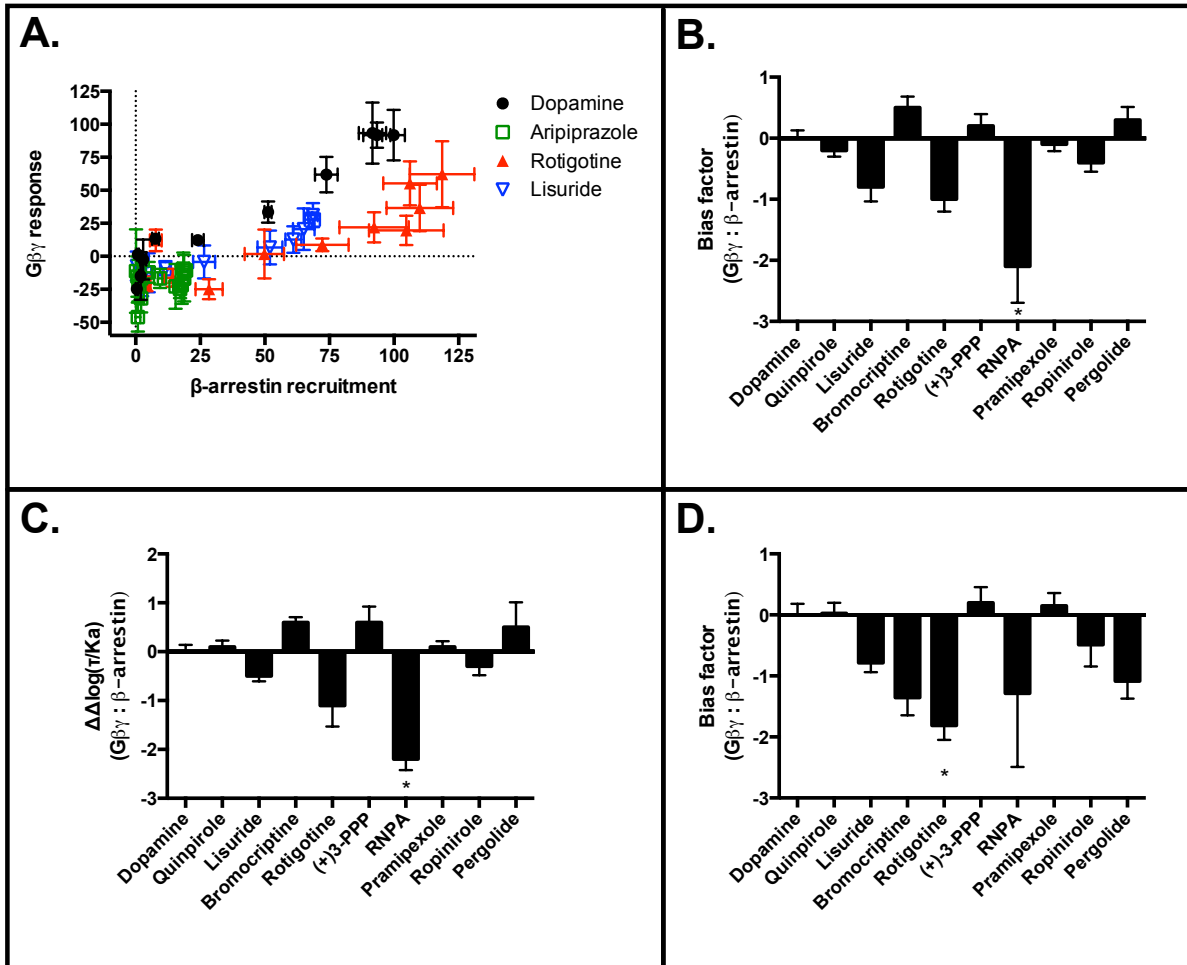 A.
125
100
75
50
25
0
-25
-50
Gβγ response
0
25
50
75
100
125
β-arrestin recruitment
Dopamine
Aripiprazole
Rotigotine
Lisuride
B.
1
0
-1
-2
-3
Bias factor
(Gβγ : β-arrestin)
*
Dopamine
Quinpirole
Lisuride
Bromocriptine
Rotigotine
(+)3-PPP
RNPA
Pramipexole
Ropinirole
Pergolide
C.
2
1
0
-1
-2
-3
ΔΔlog(τ/Ka)
(Gβγ : β-arrestin)
*
Dopamine
Quinpirole
Lisuride
Bromocriptine
Rotigotine
(+)3-PPP
RNPA
Pramipexole
Ropinirole
Pergolide
D.
1
0
-1
-2
-3
Bias factor
(Gβγ : β-arrestin)
*
Dopamine
Quinpirole
Lisuride
Bromocriptine
Rotigotine
(+)-3-PPP
RNPA
Pramipexole
Ropinirole
Pergolide